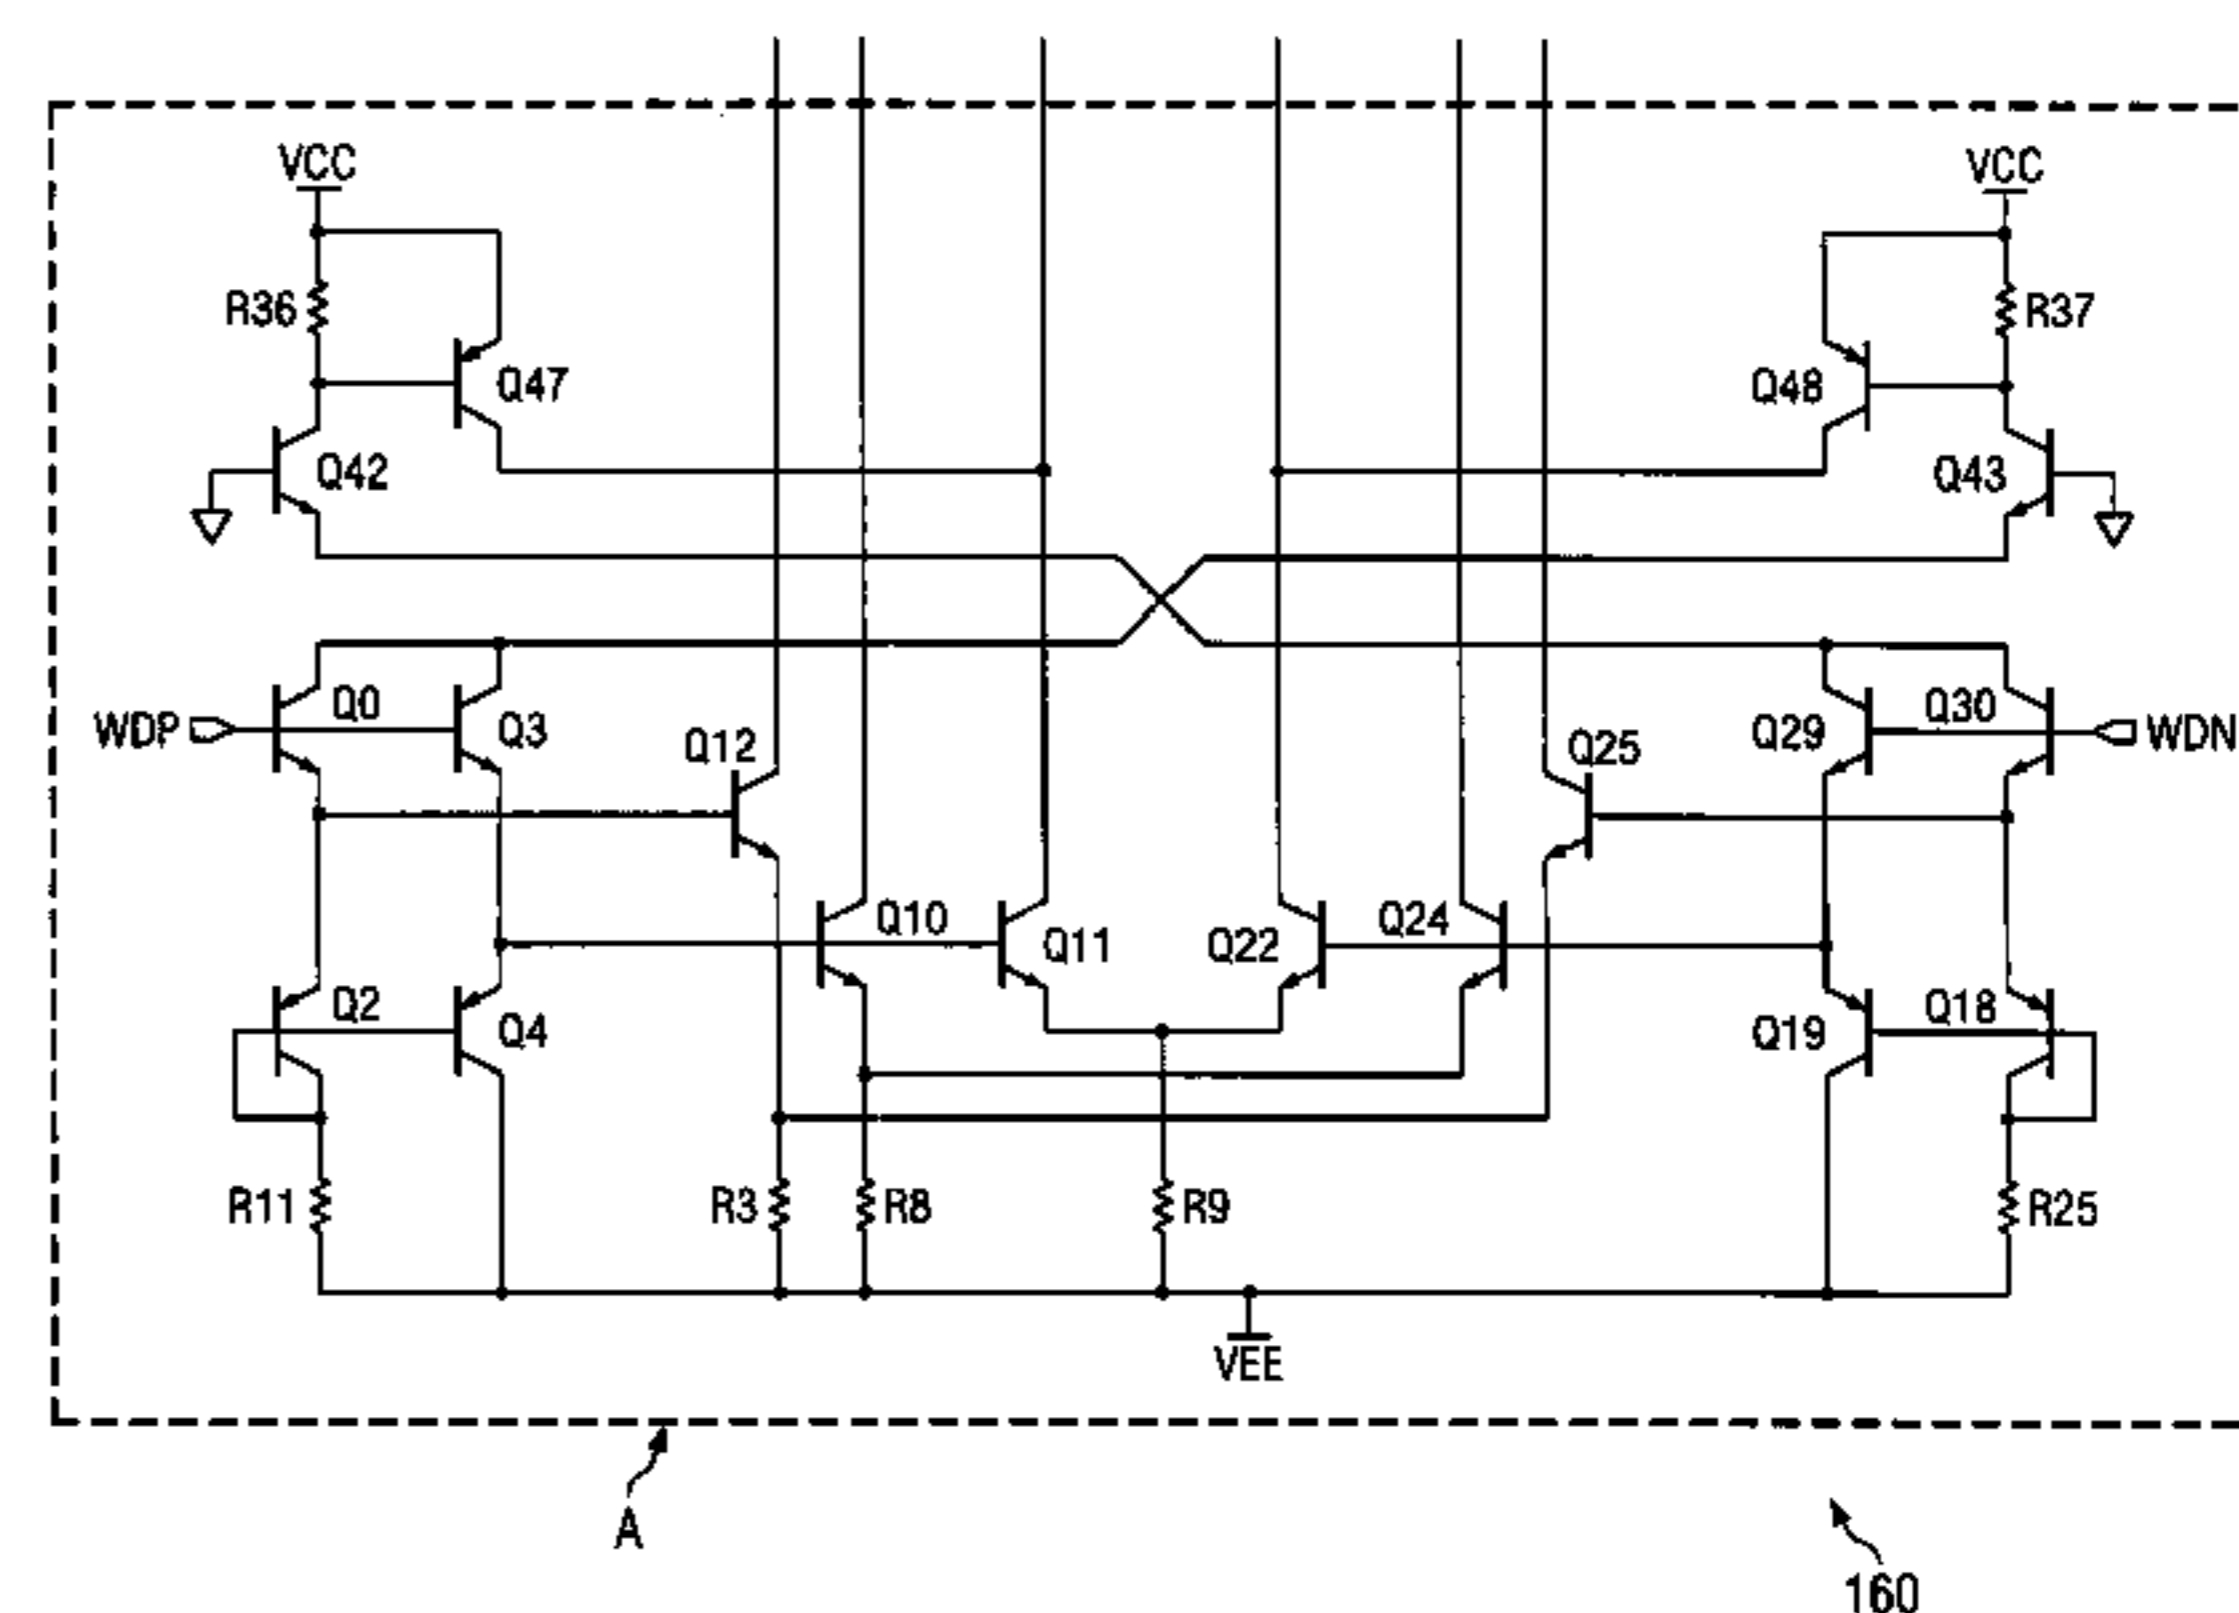 VCC
VCC
R36
R37
Q47
Q48
Q42
Q43
WDP
Q0
Q3
Q12
Q25
Q29
Q30
WDN
Q10
Q11
Q22
Q24
Q2
Q4
Q19
Q18
R11
R3
R8
R9
R25
VEE
A
160